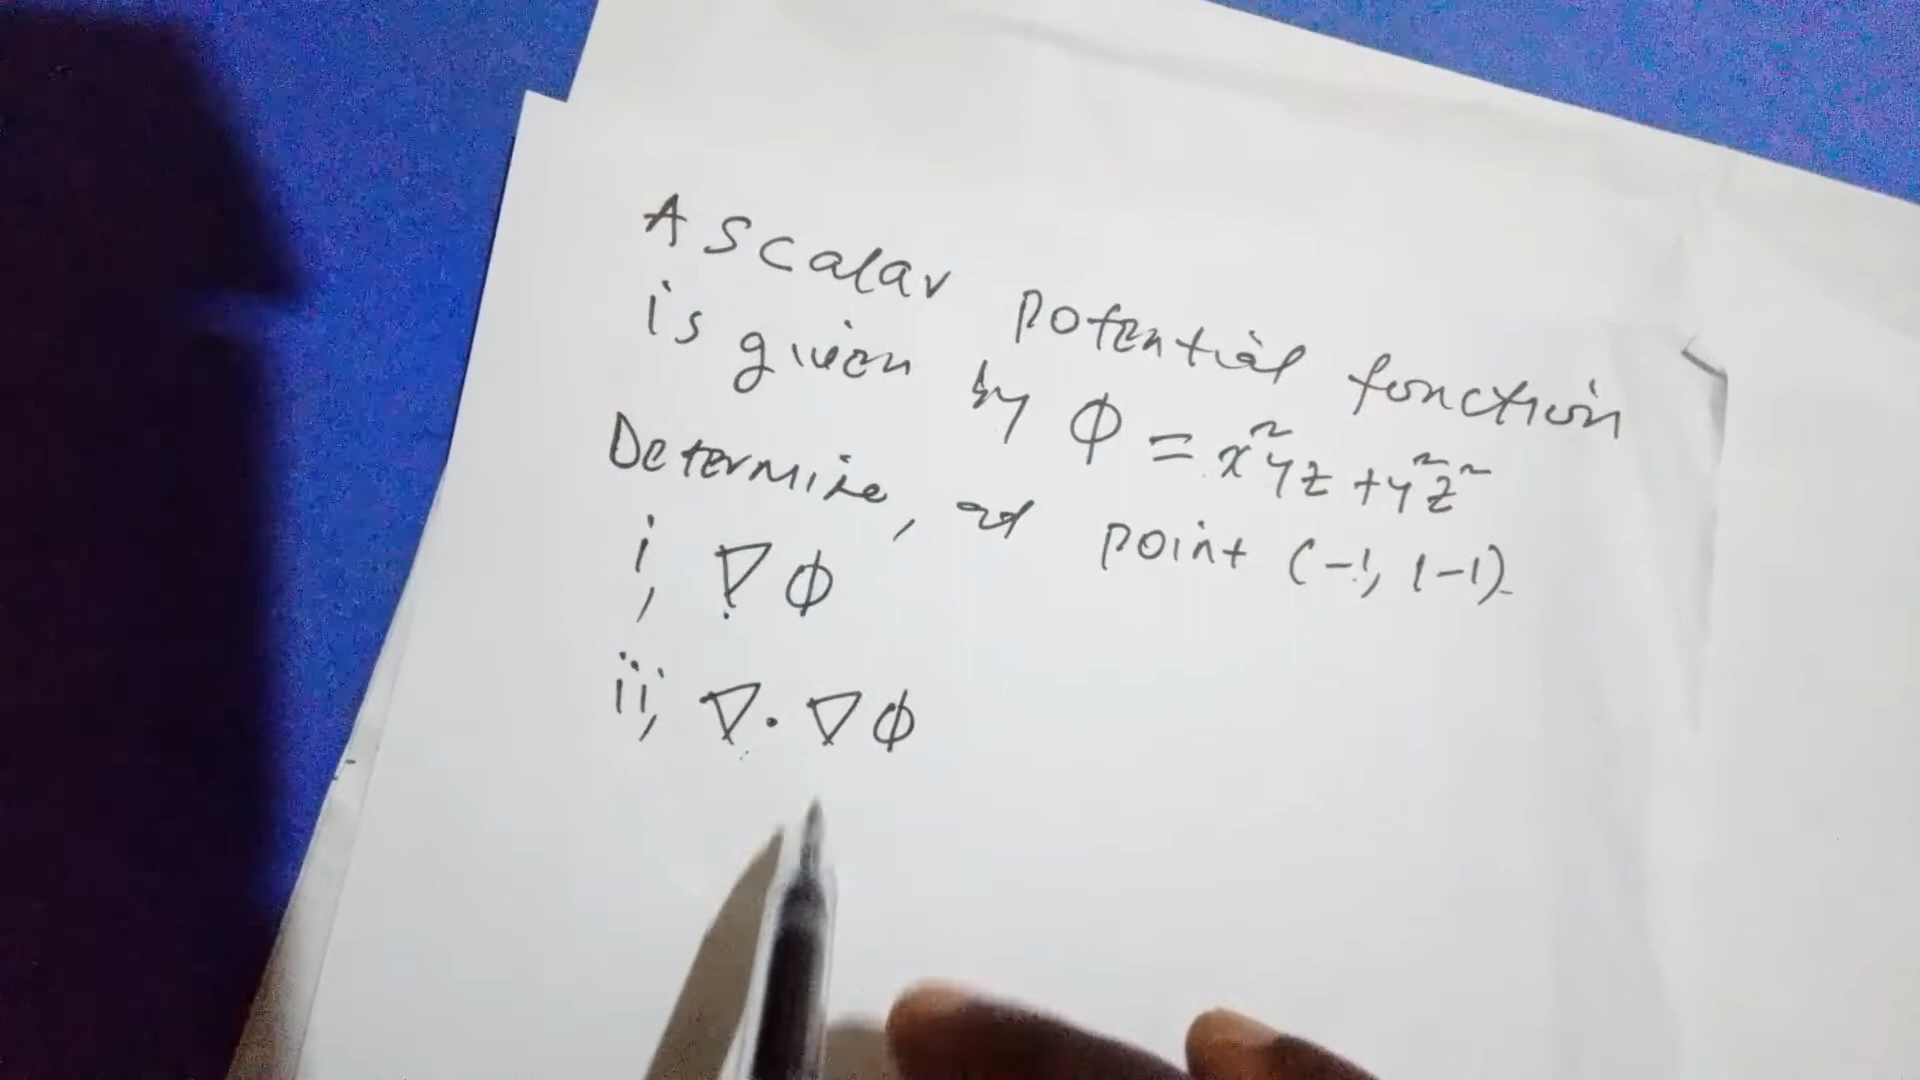 A scalar potential function
is given by ϕ = x²yz + y²z²
Determine, at point (-1, 1-1).
i, ∇ϕ
ii, ∇·∇ϕ